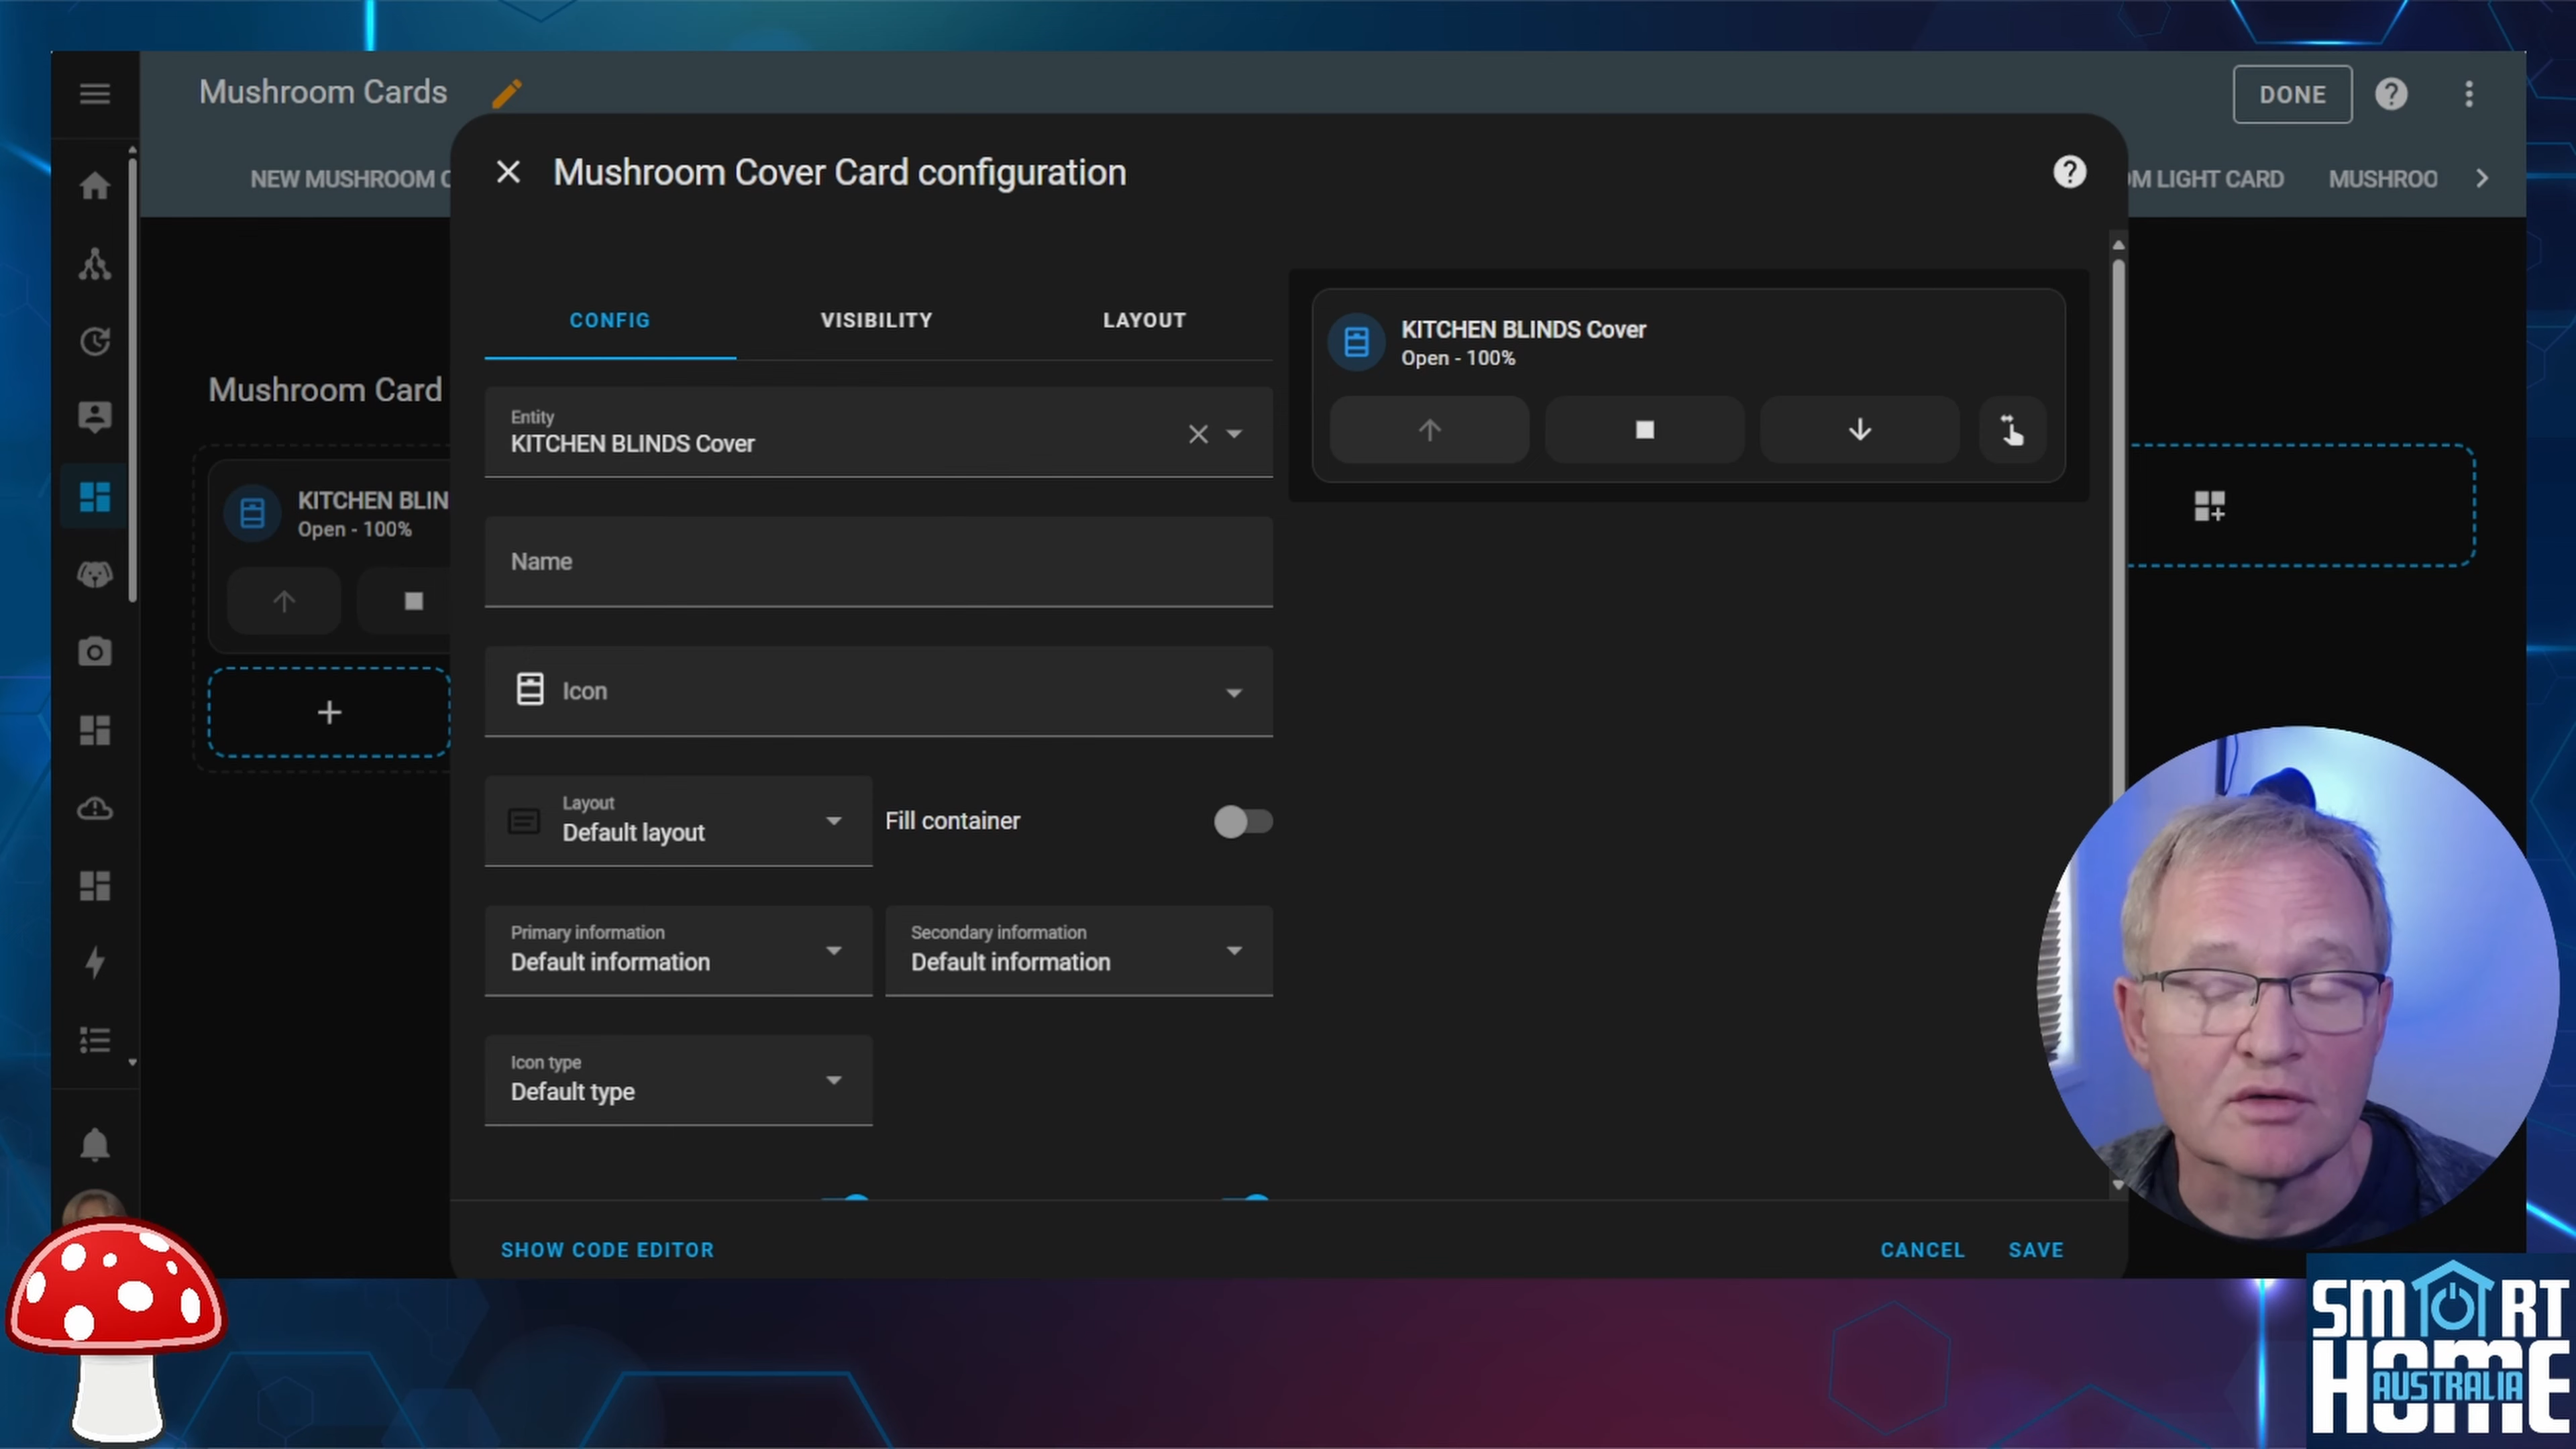 Mushroom Cards
DONE
NEW MUSHROOM C
Mushroom Cover Card configuration
OM LIGHT CARD
MUSHROO
CONFIG
VISIBILITY
LAYOUT
KITCHEN BLINDS Cover
Open - 100%
Mushroom Card
Entity
KITCHEN BLINDS Cover
KITCHEN BLIN
Open - 100%
Name
Icon
Layout
Default layout
Fill container
Primary information
Default information
Secondary information
Default information
Icon type
Default type
SHOW CODE EDITOR
CANCEL
SAVE
SMART
HOME
AUSTRALIA